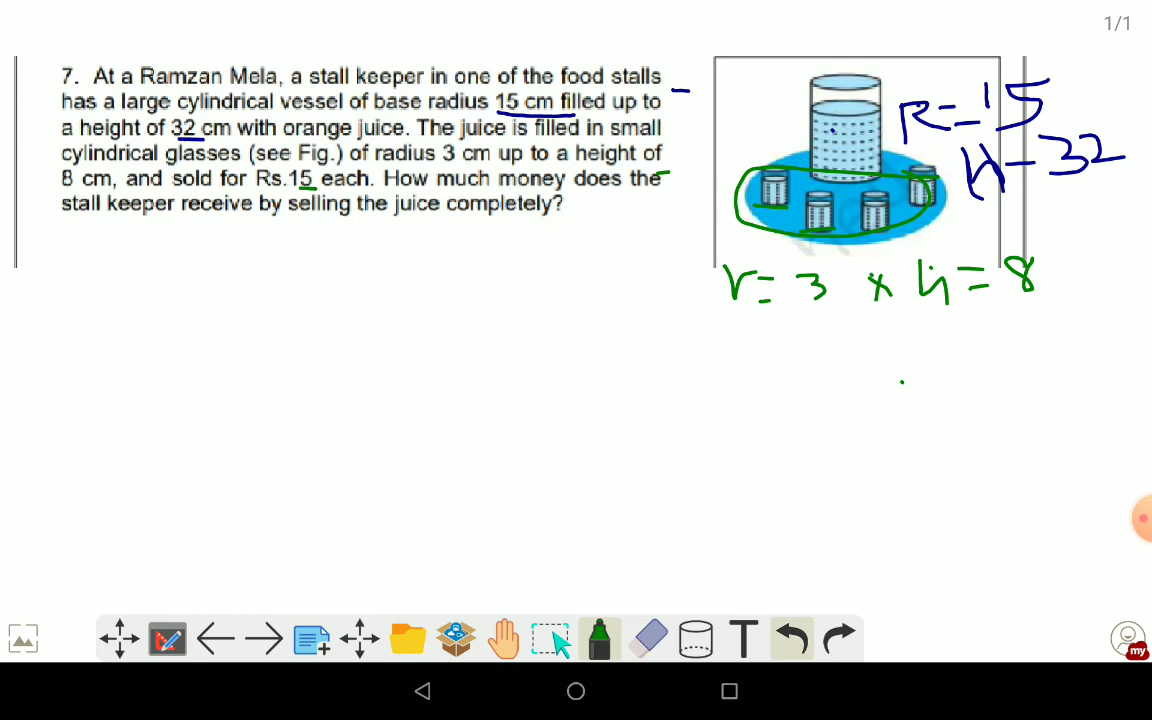 1/1
7. At a Ramzan Mela, a stall keeper in one of the food stalls
has a large cylindrical vessel of base radius 15 cm filled up to
a height of 32 cm with orange juice. The juice is filled in small
cylindrical glasses (see Fig.) of radius 3 cm up to a height of
8 cm, and sold for Rs.15 each. How much money does the
stall keeper receive by selling the juice completely?
R=15
H=32
r=3 x h=8
T
my